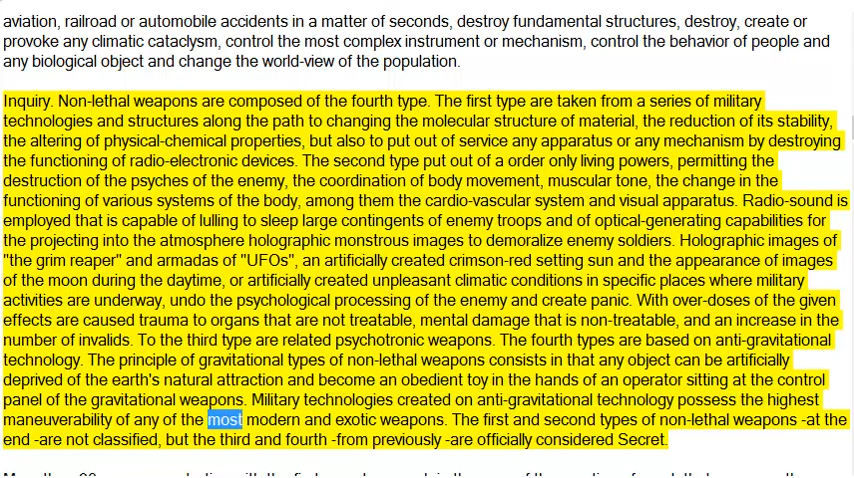 aviation, railroad or automobile accidents in a matter of seconds, destroy fundamental structures, destroy, create or
provoke any climatic cataclysm, control the most complex instrument or mechanism, control the behavior of people and
any biological object and change the world-view of the population.
Inquiry. Non-lethal weapons are composed of the fourth type. The first type are taken from a series of military
technologies and structures along the path to changing the molecular structure of material, the reduction of its stability,
the altering of physical-chemical properties, but also to put out of service any apparatus or any mechanism by destroying
the functioning of radio-electronic devices. The second type put out of a order only living powers, permitting the
destruction of the psyches of the enemy, the coordination of body movement, muscular tone, the change in the
functioning of various systems of the body, among them the cardio-vascular system and visual apparatus. Radio-sound is
employed that is capable of lulling to sleep large contingents of enemy troops and of optical-generating capabilities for
the projecting into the atmosphere holographic monstrous images to demoralize enemy soldiers. Holographic images of
"the grim reaper" and armadas of "UFOs", an artificially created crimson-red setting sun and the appearance of images
of the moon during the daytime, or artificially created unpleasant climatic conditions in specific places where military
activities are underway, undo the psychological processing of the enemy and create panic. With over-doses of the given
effects are caused trauma to organs that are not treatable, mental damage that is non-treatable, and an increase in the
number of invalids. To the third type are related psychotronic weapons. The fourth types are based on anti-gravitational
technology. The principle of gravitational types of non-lethal weapons consists in that any object can be artificially
deprived of the earth's natural attraction and become an obedient toy in the hands of an operator sitting at the control
panel of the gravitational weapons. Military technologies created on anti-gravitational technology possess the highest
maneuverability of any of the most modern and exotic weapons. The first and second types of non-lethal weapons -at the
end -are not classified, but the third and fourth -from previously -are officially considered Secret.